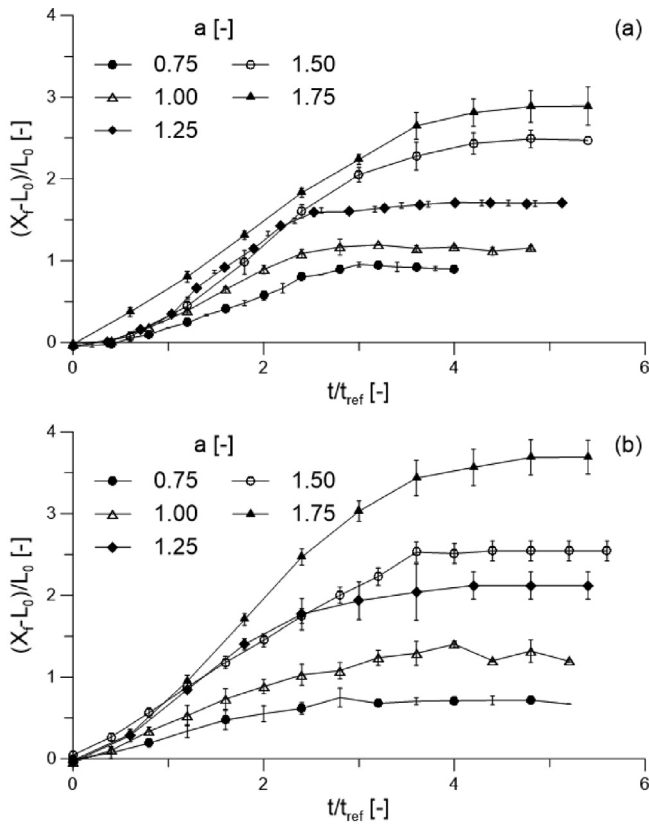 4
(a)
a [-]
0.75 1.50
1.00 1.75
1.25
3
2
1
0
(X_f-L_0)/L_0 [-]
0 2 4 6
t/t_ref [-]
4
(b)
a [-]
0.75 1.50
1.00 1.75
1.25
3
2
1
0
(X_f-L_0)/L_0 [-]
0 2 4 6
t/t_ref [-]